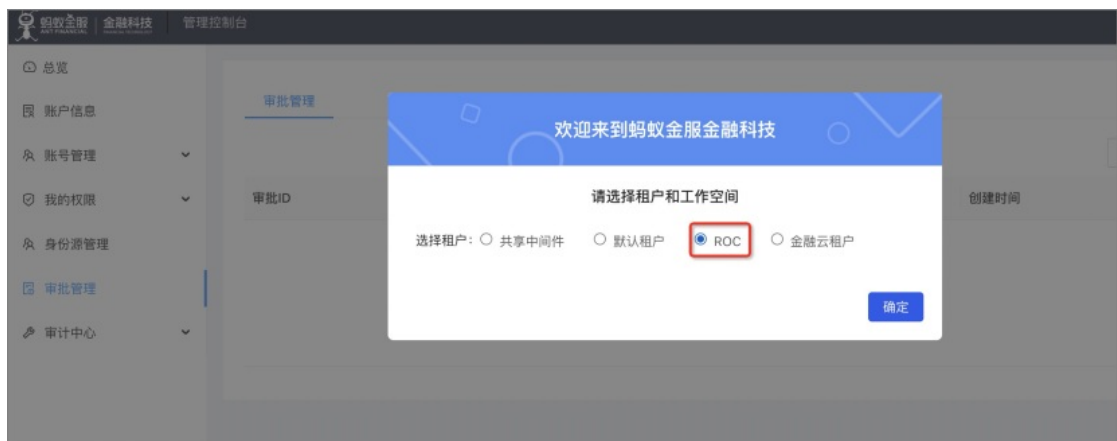 蚂蚁金服 金融科技 管理控制台
ANT FINANCIAL
总览
账户信息
账号管理
我的权限
身份源管理
审批管理
审计中心
审批管理
审批ID
创建时间
欢迎来到蚂蚁金服金融科技
请选择租户和工作空间
选择租户: 共享中间件 默认租户 ROC 金融云租户
确定